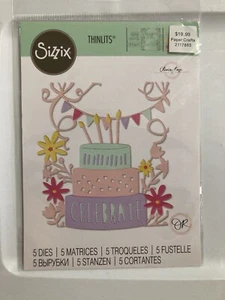 Sizzix
THINLITS®
$19.99
Paper Crafts
CELEBRATE
5 DIES | 5 MATRICES | 5 TROQUELES | 5 FUSTELLE
5 ВЫРУБКИ | 5 STANZEN | 5 CORTANTES